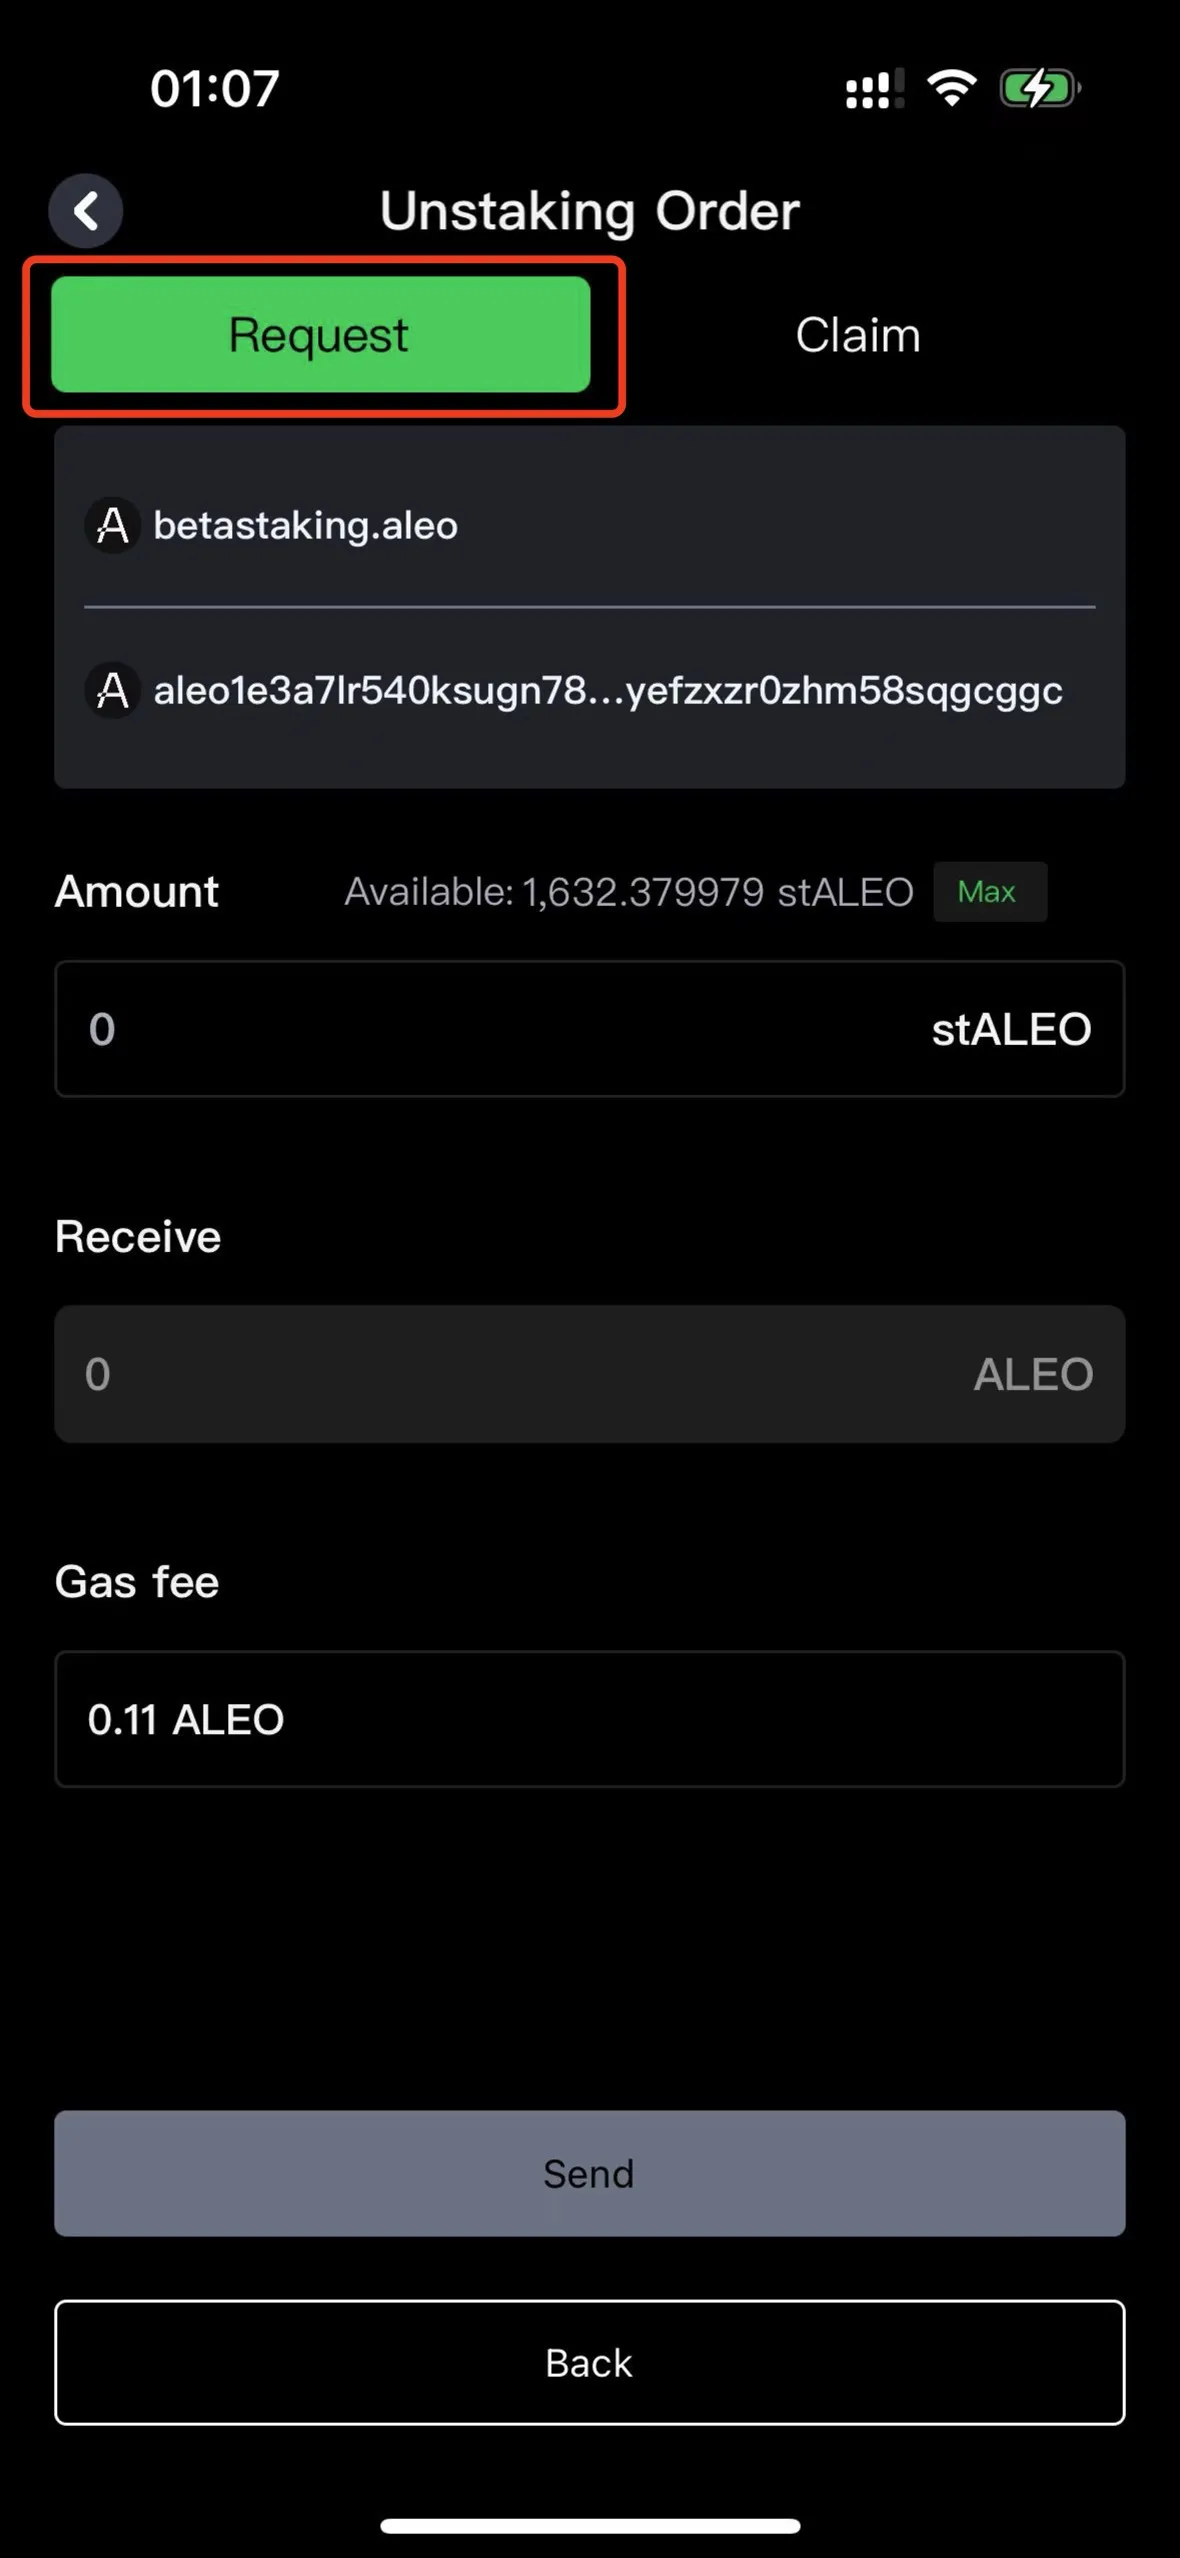 01:07
Unstaking Order
Request
Claim
betastaking.aleo
aleo1e3a7lr540ksugn78...yefzxzr0zhm58sqgcggc
Amount
Available: 1,632.379979 stALEO
Max
0
stALEO
Receive
0
ALEO
Gas fee
0.11 ALEO
Send
Back